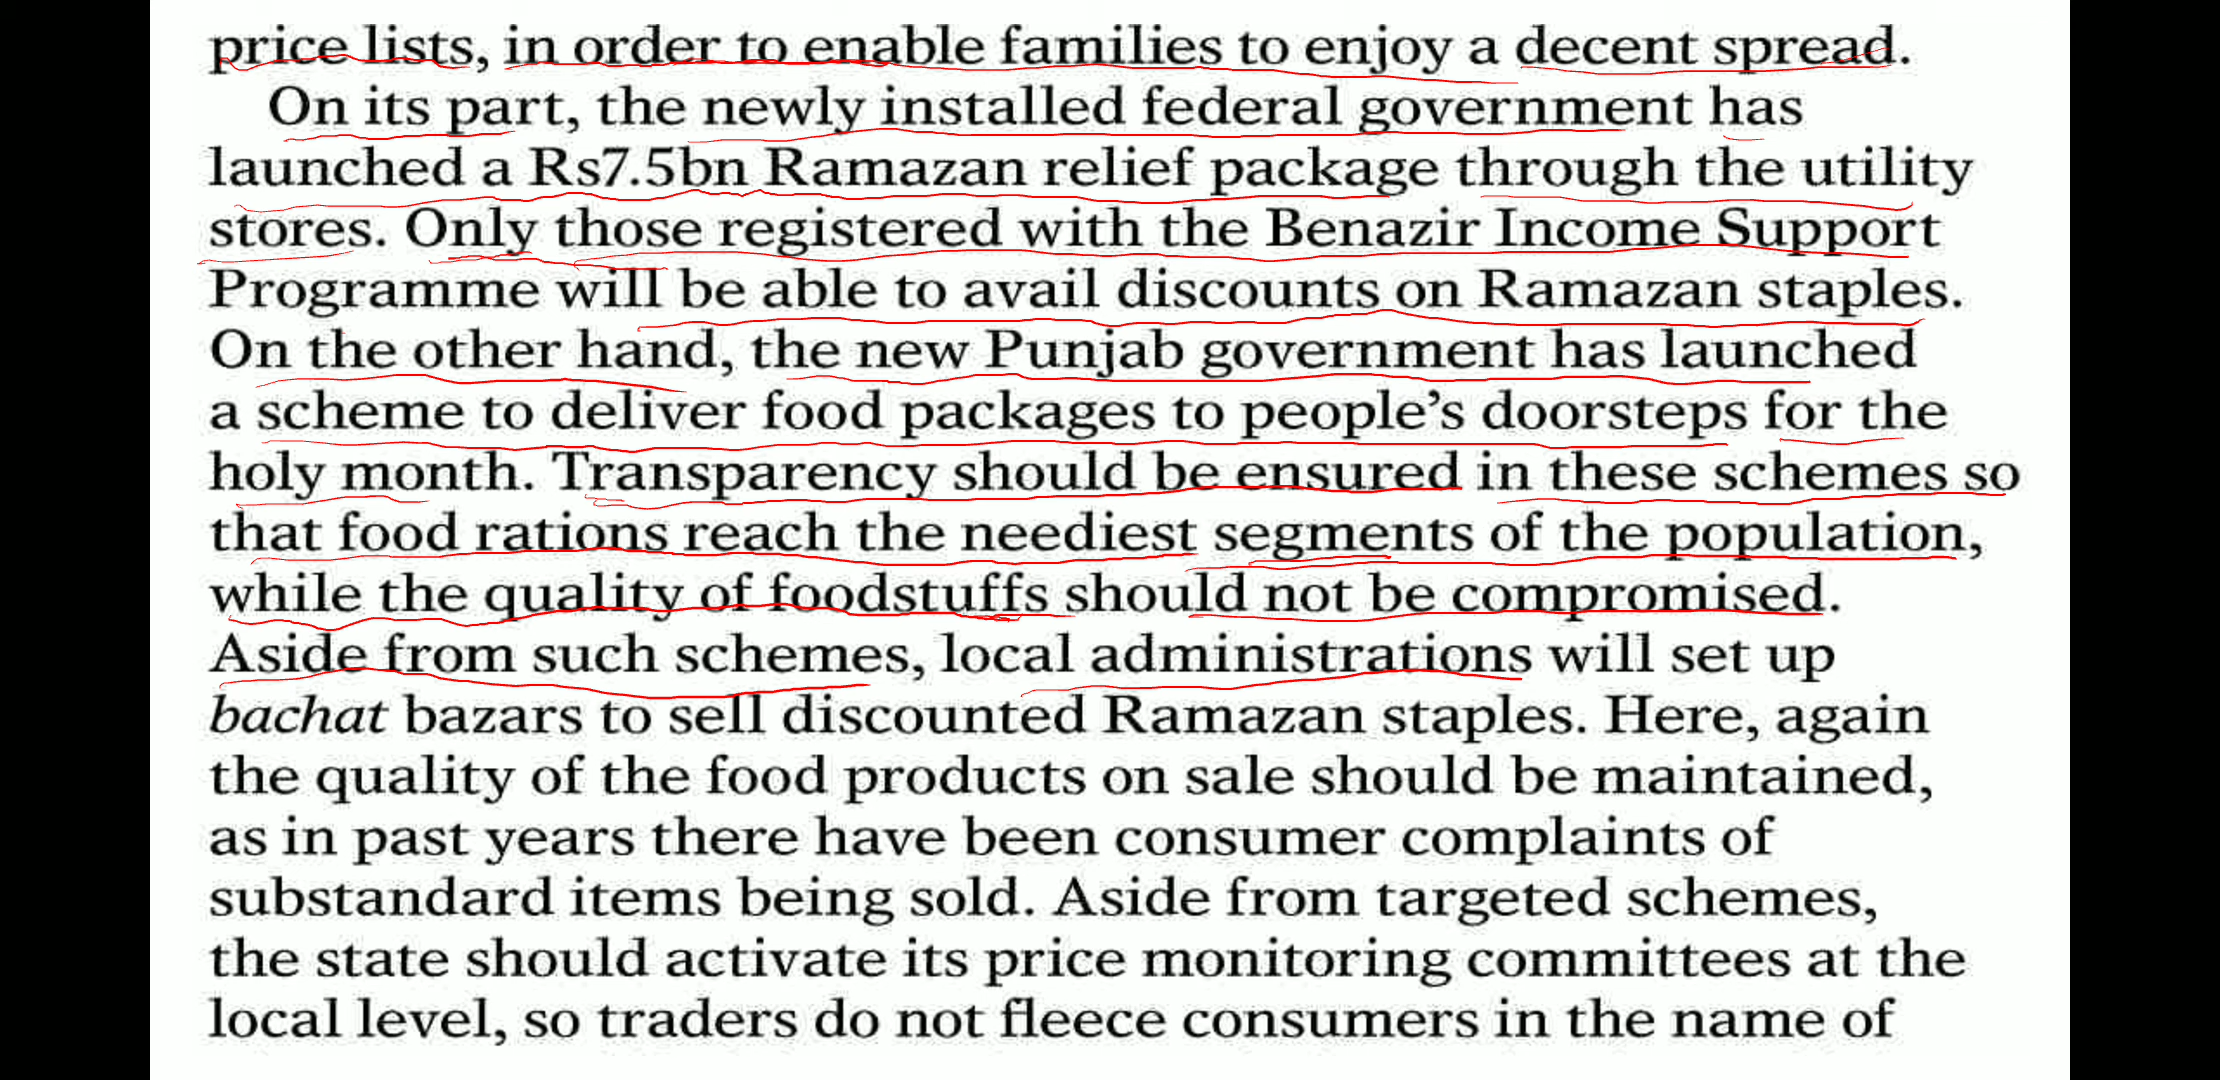 price lists, in order to enable families to enjoy a decent spread.
On its part, the newly installed federal government has
launched a Rs7.5bn Ramazan relief package through the utility
stores. Only those registered with the Benazir Income Support
Programme will be able to avail discounts on Ramazan staples.
On the other hand, the new Punjab government has launched
a scheme to deliver food packages to people’s doorsteps for the
holy month. Transparency should be ensured in these schemes so
that food rations reach the neediest segments of the population,
while the quality of foodstuffs should not be compromised.
Aside from such schemes, local administrations will set up
bachat bazars to sell discounted Ramazan staples. Here, again
the quality of the food products on sale should be maintained,
as in past years there have been consumer complaints of
substandard items being sold. Aside from targeted schemes,
the state should activate its price monitoring committees at the
local level, so traders do not fleece consumers in the name of